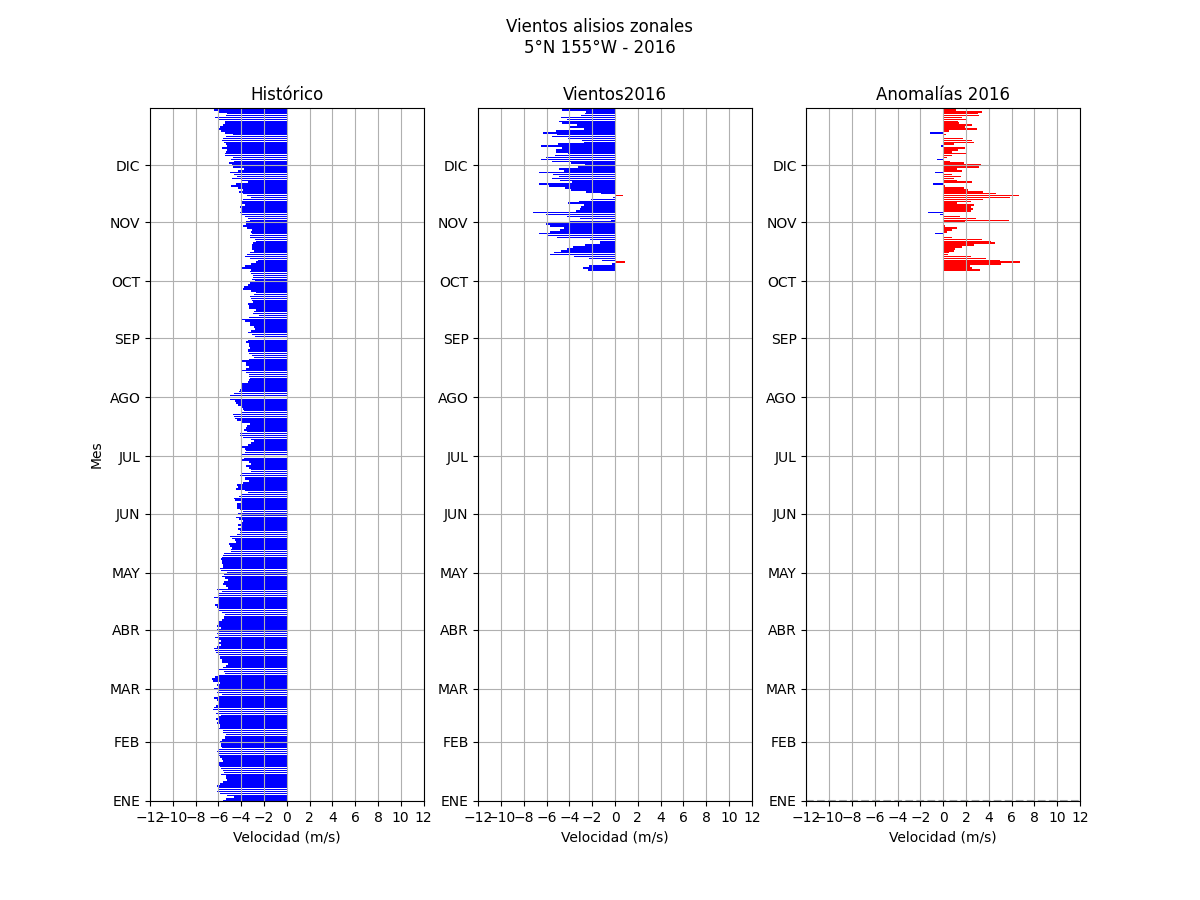 Vientos alisios zonales
5°N 155°W - 2016
Histórico
Vientos2016
Anomalías 2016
DIC
NOV
OCT
SEP
AGO
JUL
JUN
MAY
ABR
MAR
FEB
ENE
Mes
−12 −10 −8 −6 −4 −2 0 2 4 6 8 10 12
Velocidad (m/s)
DIC
NOV
OCT
SEP
AGO
JUL
JUN
MAY
ABR
MAR
FEB
ENE
−12 −10 −8 −6 −4 −2 0 2 4 6 8 10 12
Velocidad (m/s)
DIC
NOV
OCT
SEP
AGO
JUL
JUN
MAY
ABR
MAR
FEB
ENE
−12 −10 −8 −6 −4 −2 0 2 4 6 8 10 12
Velocidad (m/s)